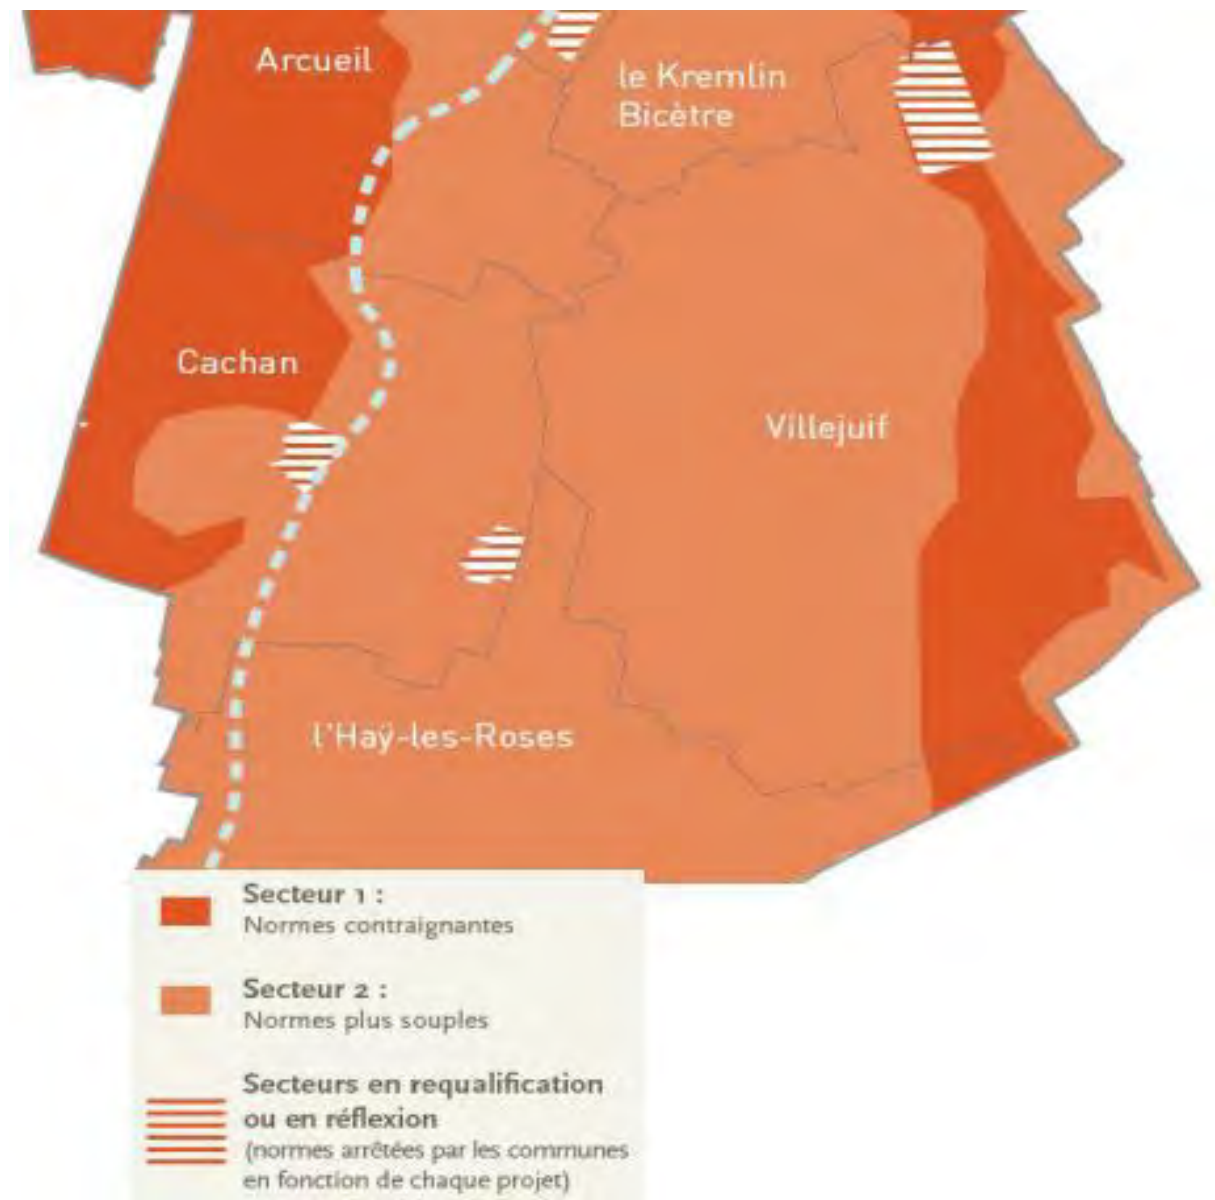 Arcueil
le Kremlin
Bicètre
Cachan
Villejuif
l'Haÿ-les-Roses
Secteur 1 :
Normes contraignantes
Secteur 2 :
Normes plus souples
Secteurs en requalification
ou en réflexion
(normes arrêtées par les communes
en fonction de chaque projet)